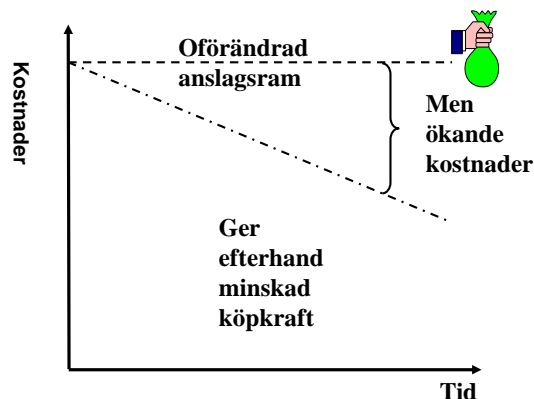 Oförändrad
anslagsram
Kostnader
Men
ökande
kostnader
Ger
efterhand
minskad
köpkraft
Tid